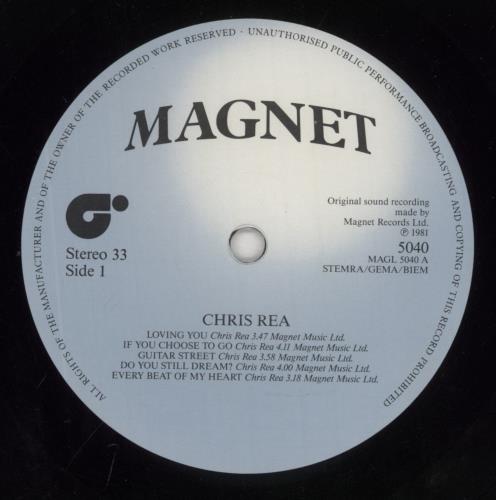 ALL RIGHTS OF THE MANUFACTURER AND OF THE OWNER OF THE RECORDED WORK RESERVED - UNAUTHORISED PUBLIC PERFORMANCE BROADCASTING AND COPYING OF THIS RECORD PROHIBITED
MAGNET
Original sound recording
made by
Magnet Records Ltd.
℗ 1981
5040
MAGL 5040 A
STEMRA/GEMA/BIEM
Stereo 33
Side 1
CHRIS REA
LOVING YOU Chris Rea 3.47 Magnet Music Ltd.
IF YOU CHOOSE TO GO Chris Rea 4.11 Magnet Music Ltd.
GUITAR STREET Chris Rea 3.58 Magnet Music Ltd.
DO YOU STILL DREAM? Chris Rea 4.00 Magnet Music Ltd.
EVERY BEAT OF MY HEART Chris Rea 3.18 Magnet Music Ltd.